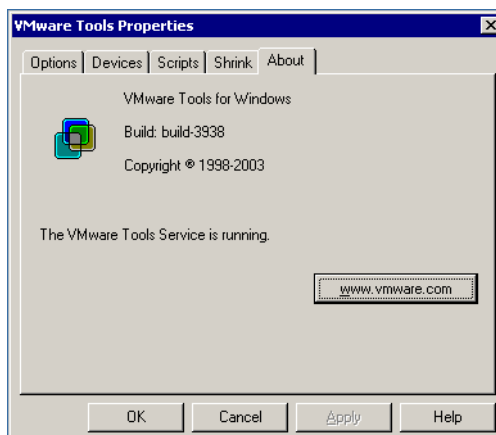 VMware Tools Properties
Options Devices Scripts Shrink About
VMware Tools for Windows
Build: build-3938
Copyright © 1998-2003
The VMware Tools Service is running.
www.vmware.com
OK Cancel Apply Help